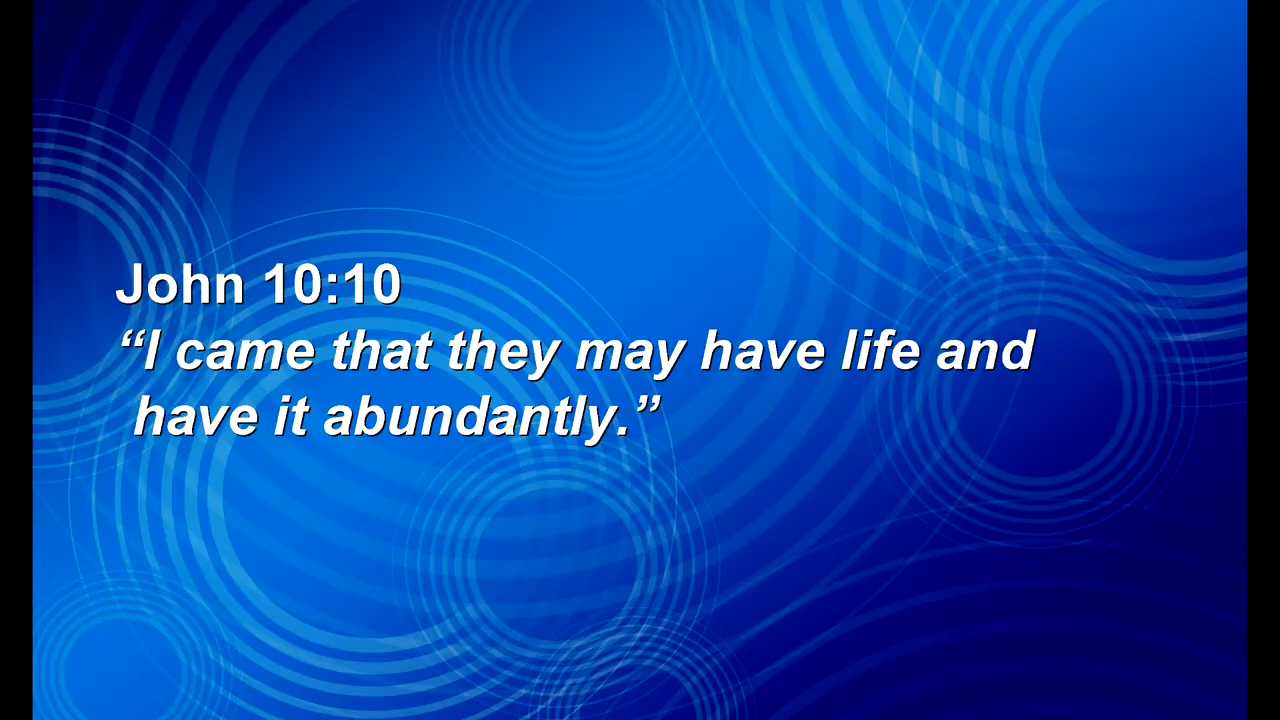 John 10:10
“I came that they may have life and
have it abundantly.”